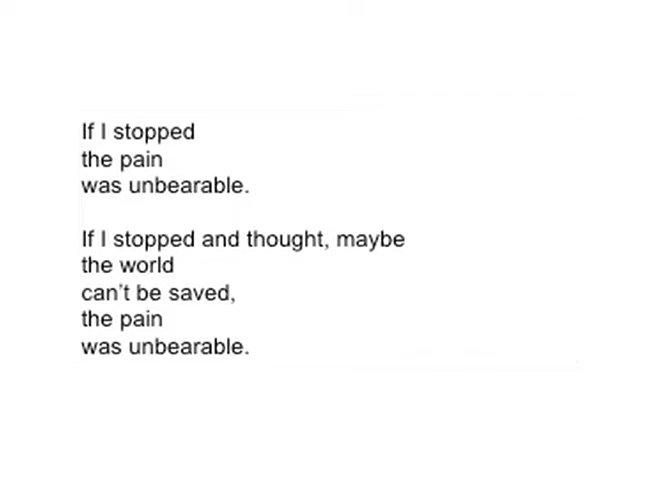 If I stopped
the pain
was unbearable.
If I stopped and thought, maybe
the world
can't be saved,
the pain
was unbearable.